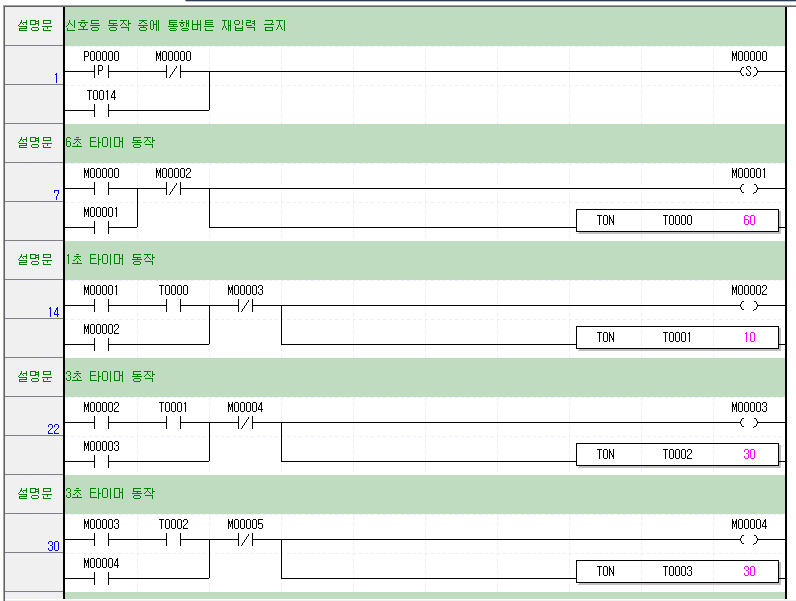 설명문 신호등 동작 중에 통행버튼 재입력 금지
P00000 M00000 M00000
1 P / S
T0014
설명문 6초 타이머 동작
M00000 M00002 M00001
7 /
M00001 TON T0000 60
설명문 1초 타이머 동작
M00001 T0000 M00003 M00002
14 /
M00002 TON T0001 10
설명문 3초 타이머 동작
M00002 T0001 M00004 M00003
22 /
M00003 TON T0002 30
설명문 3초 타이머 동작
M00003 T0002 M00005 M00004
30 /
M00004 TON T0003 30